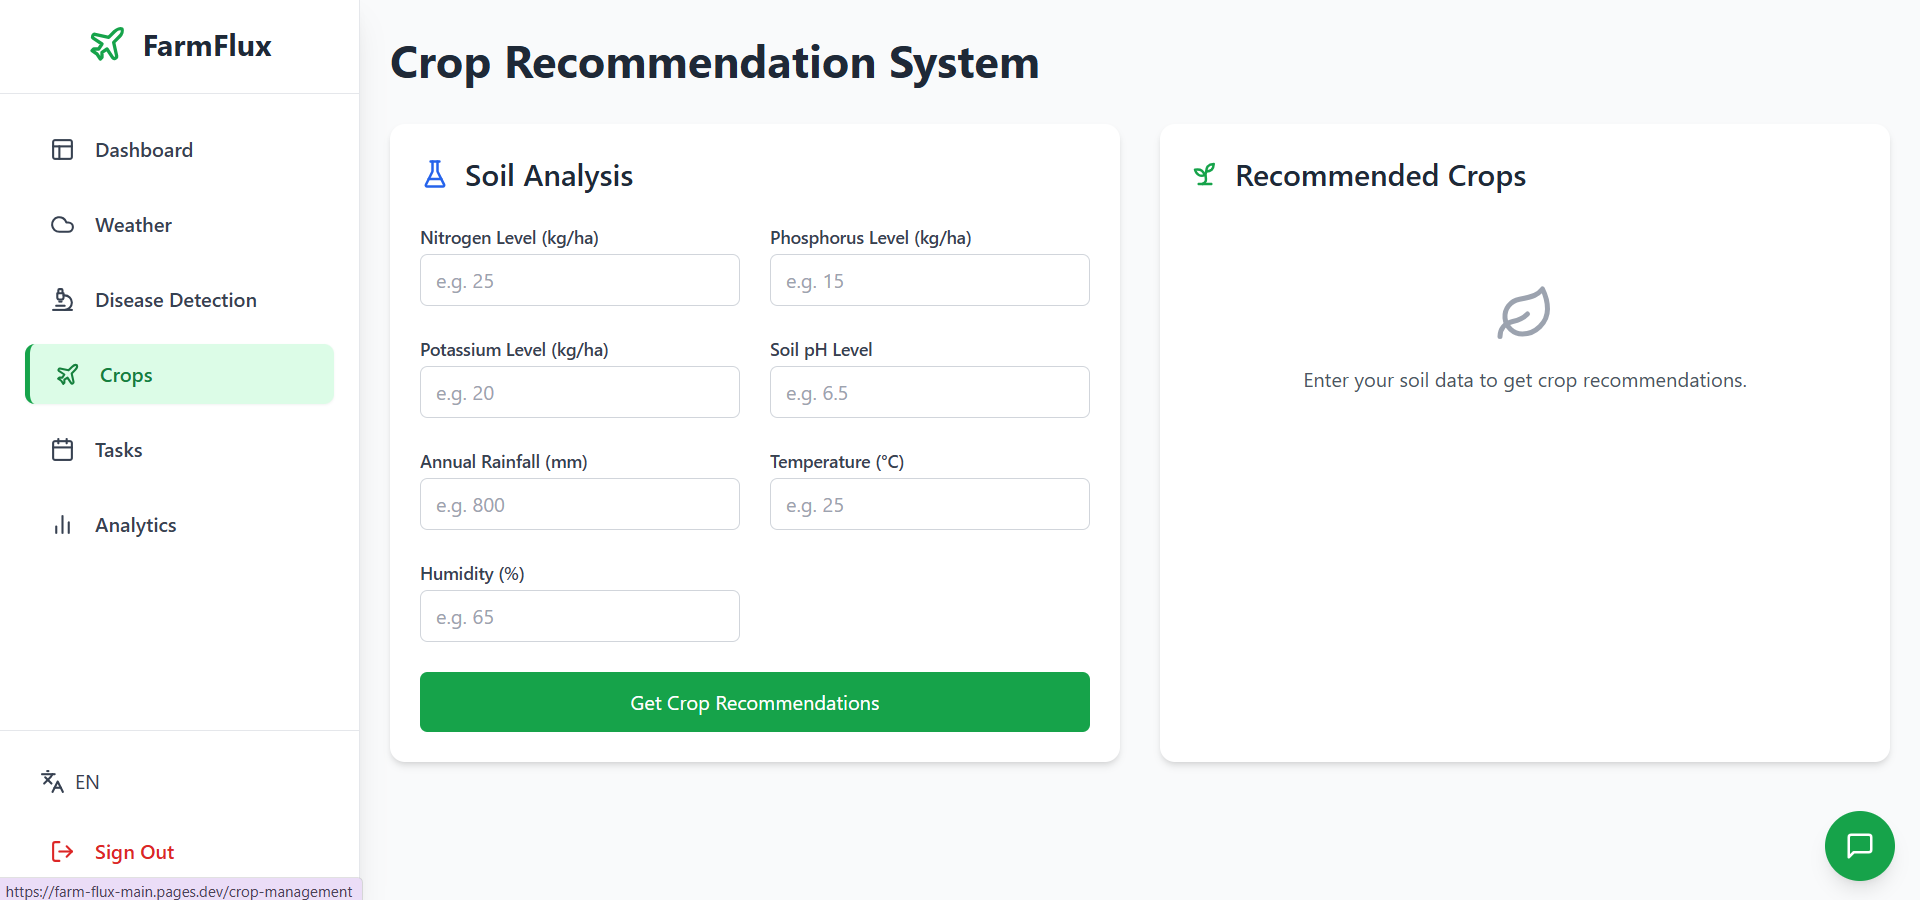 FarmFlux
Dashboard
Weather
Disease Detection
Crops
Tasks
Analytics
EN
Sign Out
https://farm-flux-main.pages.dev/crop-management
Crop Recommendation System
Soil Analysis
Nitrogen Level (kg/ha)
e.g. 25
Phosphorus Level (kg/ha)
e.g. 15
Potassium Level (kg/ha)
e.g. 20
Soil pH Level
e.g. 6.5
Annual Rainfall (mm)
e.g. 800
Temperature (°C)
e.g. 25
Humidity (%)
e.g. 65
Get Crop Recommendations
Recommended Crops
Enter your soil data to get crop recommendations.